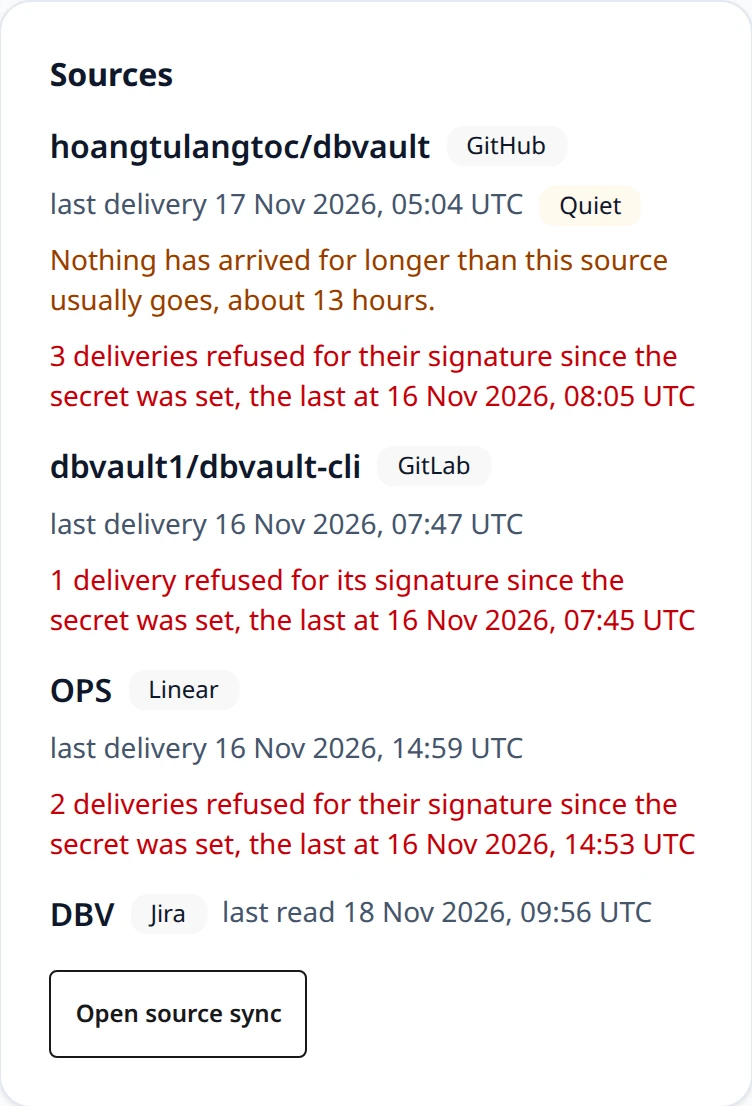 Sources
hoangtulangtoc/dbvault GitHub
last delivery 17 Nov 2026, 05:04 UTC Quiet
Nothing has arrived for longer than this source
usually goes, about 13 hours.
3 deliveries refused for their signature since the
secret was set, the last at 16 Nov 2026, 08:05 UTC
dbvault1/dbvault-cli GitLab
last delivery 16 Nov 2026, 07:47 UTC
1 delivery refused for its signature since the
secret was set, the last at 16 Nov 2026, 07:45 UTC
OPS Linear
last delivery 16 Nov 2026, 14:59 UTC
2 deliveries refused for their signature since the
secret was set, the last at 16 Nov 2026, 14:53 UTC
DBV Jira last read 18 Nov 2026, 09:56 UTC
Open source sync